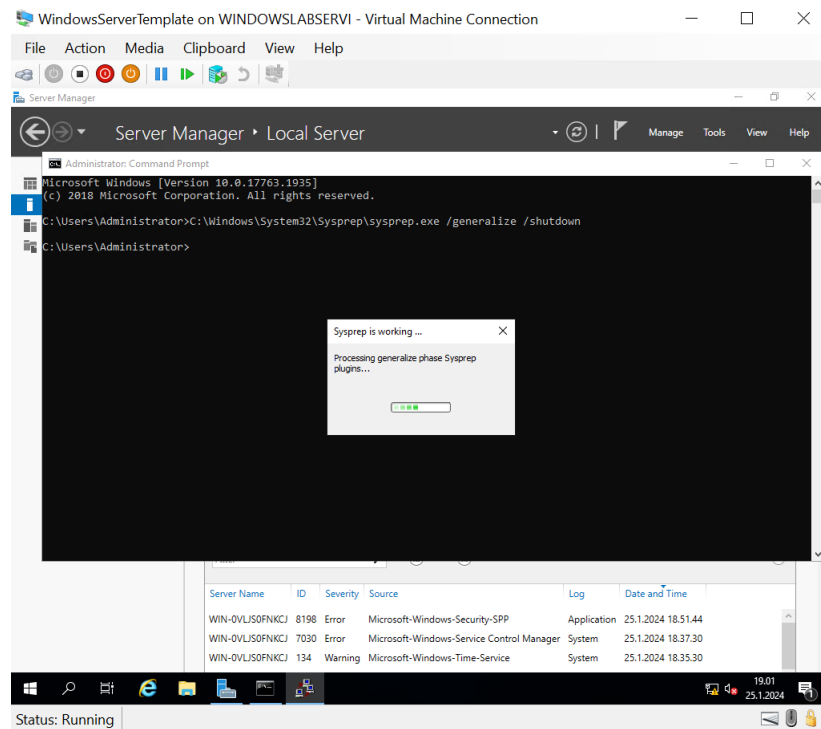 WindowsServerTemplate on WINDOWSLABSERVI - Virtual Machine Connection
File Action Media Clipboard View Help
Server Manager
Server Manager • Local Server
Manage Tools View Help
Administrator: Command Prompt
Microsoft Windows [Version 10.0.17763.1935]
(c) 2018 Microsoft Corporation. All rights reserved.
C:\Users\Administrator>C:\Windows\System32\Sysprep\sysprep.exe /generalize /shutdown
C:\Users\Administrator>
Sysprep is working ...
Processing generalize phase Sysprep
plugins...
Server Name ID Severity Source Log Date and Time
WIN-0VLJS0FNKCJ 8198 Error Microsoft-Windows-Security-SPP Application 25.1.2024 18.51.44
WIN-0VLJS0FNKCJ 7030 Error Microsoft-Windows-Service Control Manager System 25.1.2024 18.37.30
WIN-0VLJS0FNKCJ 134 Warning Microsoft-Windows-Time-Service System 25.1.2024 18.35.30
19.01
25.1.2024
Status: Running